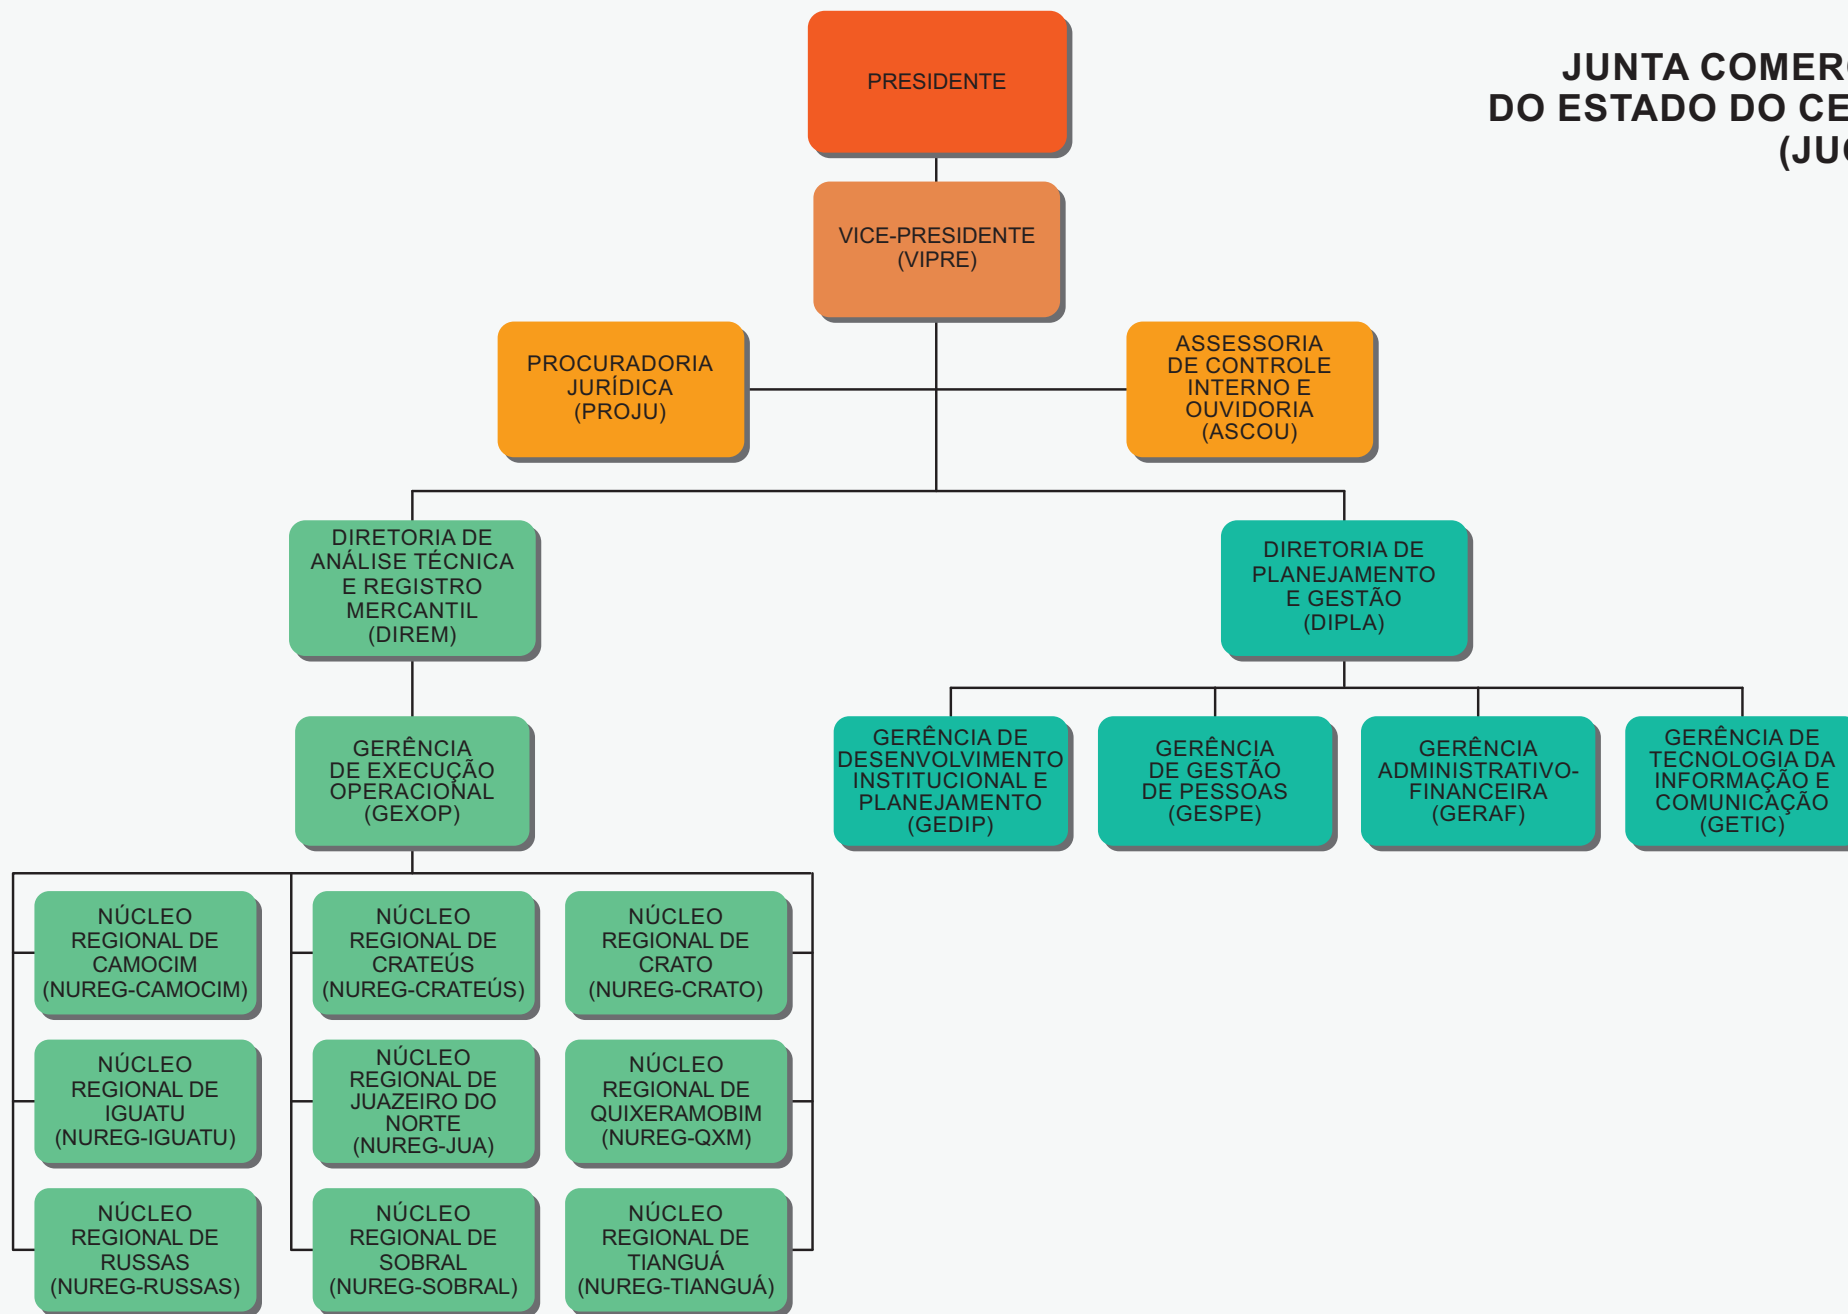 PRESIDENTE
JUNTA
DO ESTADO DO
VICE-PRESIDENTE
(VIPRE)
PROCURADORIA
JURÍDICA
(PROJU)
ASSESSORIA
DE CONTROLE
INTERNO E
OUVIDORIA
(ASCOU)
DIRETORIA DE
ANÁLISE TÉCNICA
E REGISTRO
MERCANTIL
(DIREM)
DIRETORIA DE
PLANEJAMENTO
E GESTÃO
(DIPLA)
GERÊNCIA
DE EXECUÇÃO
OPERACIONAL
(GEXOP)
GERÊNCIA DE
DESENVOLVIMENTO
INSTITUCIONAL E
PLANEJAMENTO
(GEDIP)
GERÊNCIA
DE GESTÃO
DE PESSOAS
(GESPE)
GERÊNCIA
ADMINISTRATIVO-
FINANCEIRA
(GERAF)
GERÊNCIA DE
TECNOLOGIA DA
INFORMAÇÃO E
COMUNICAÇÃO
(GETIC)
NÚCLEO
REGIONAL DE
CAMOCIM
(NUREG-CAMOCIM)
NÚCLEO
REGIONAL DE
CRATEÚS
(NUREG-CRATEÚS)
NÚCLEO
REGIONAL DE
CRATO
(NUREG-CRATO)
NÚCLEO
REGIONAL DE
IGUATU
(NUREG-IGUATU)
NÚCLEO
REGIONAL DE
JUAZEIRO DO
NORTE
(NUREG-JUA)
NÚCLEO
REGIONAL DE
QUIXERAMOBIM
(NUREG-QXM)
NÚCLEO
REGIONAL DE
RUSSAS
(NUREG-RUSSAS)
NÚCLEO
REGIONAL DE
SOBRAL
(NUREG-SOBRAL)
NÚCLEO
REGIONAL DE
TIANGUÁ
(NUREG-TIANGUÁ)